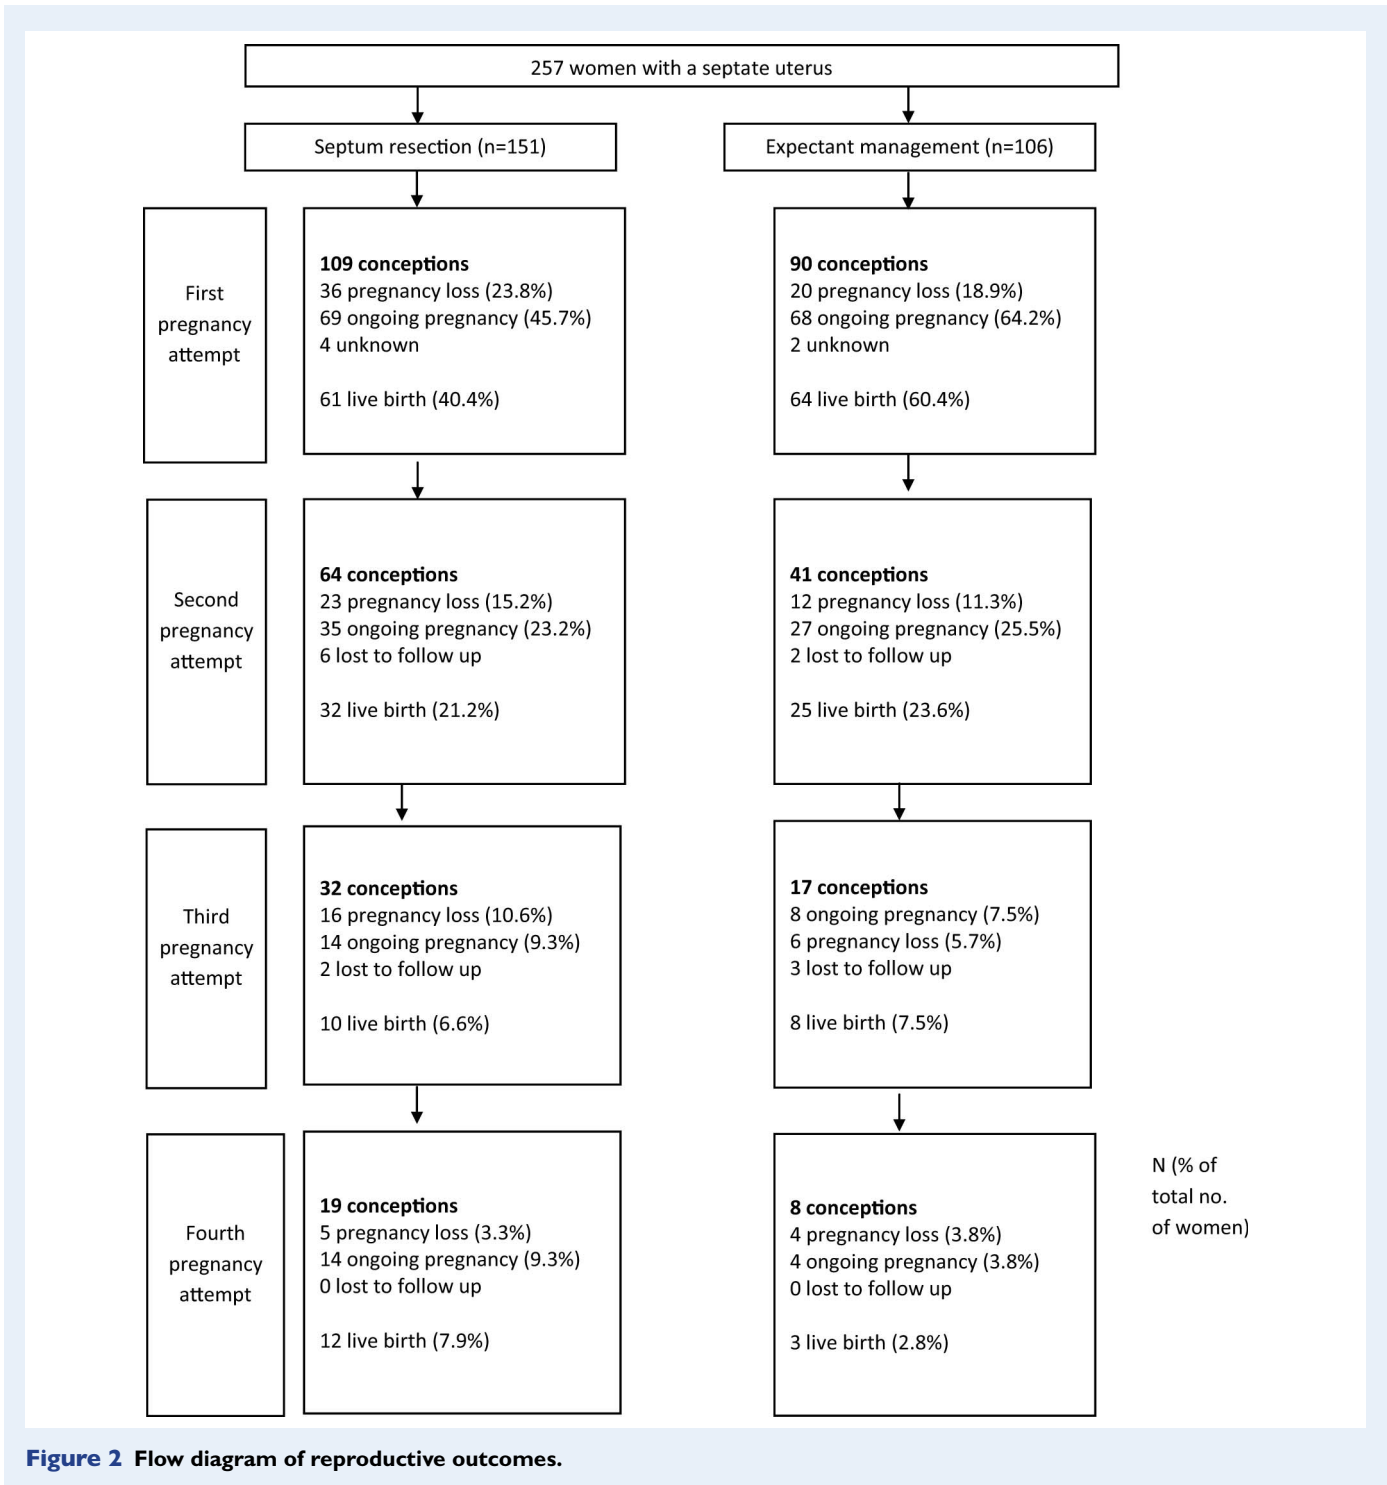 257 women with a septate uterus
Septum resection (n=151)
Expectant management (n=106)
First
pregnancy
attempt
109 conceptions
36 pregnancy loss (23.8%)
69 ongoing pregnancy (45.7%)
4 unknown
61 live birth (40.4%)
90 conceptions
20 pregnancy loss (18.9%)
68 ongoing pregnancy (64.2%)
2 unknown
64 live birth (60.4%)
Second
pregnancy
attempt
64 conceptions
23 pregnancy loss (15.2%)
35 ongoing pregnancy (23.2%)
6 lost to follow up
32 live birth (21.2%)
41 conceptions
12 pregnancy loss (11.3%)
27 ongoing pregnancy (25.5%)
2 lost to follow up
25 live birth (23.6%)
Third
pregnancy
attempt
32 conceptions
16 pregnancy loss (10.6%)
14 ongoing pregnancy (9.3%)
2 lost to follow up
10 live birth (6.6%)
17 conceptions
8 ongoing pregnancy (7.5%)
6 pregnancy loss (5.7%)
3 lost to follow up
8 live birth (7.5%)
Fourth
pregnancy
attempt
19 conceptions
5 pregnancy loss (3.3%)
14 ongoing pregnancy (9.3%)
0 lost to follow up
12 live birth (7.9%)
8 conceptions
4 pregnancy loss (3.8%)
4 ongoing pregnancy (3.8%)
0 lost to follow up
3 live birth (2.8%)
N (% of
total no.
of women)
Figure 2 Flow diagram of reproductive outcomes.